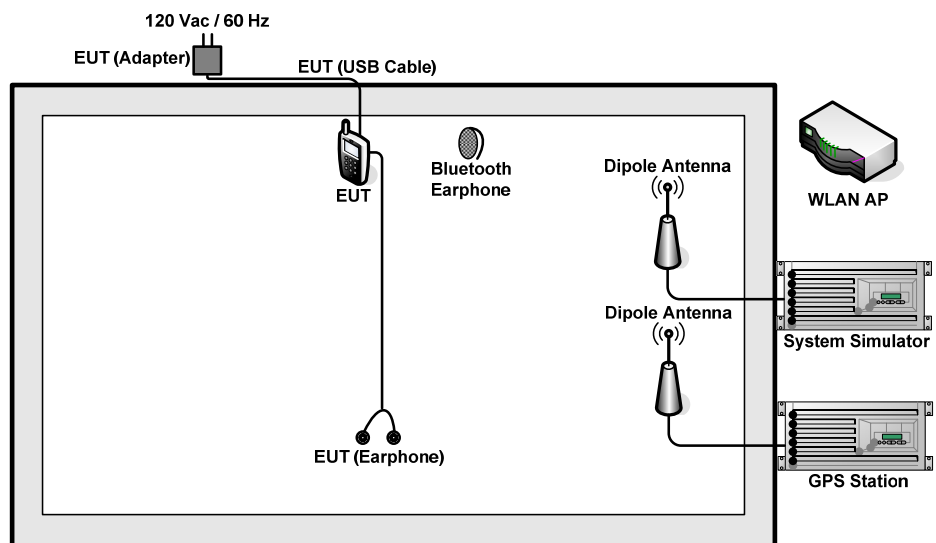 120 Vac / 60 Hz
EUT (Adapter)
EUT (USB Cable)
EUT
Bluetooth
Earphone
Dipole Antenna
WLAN AP
Dipole Antenna
System Simulator
EUT (Earphone)
GPS Station